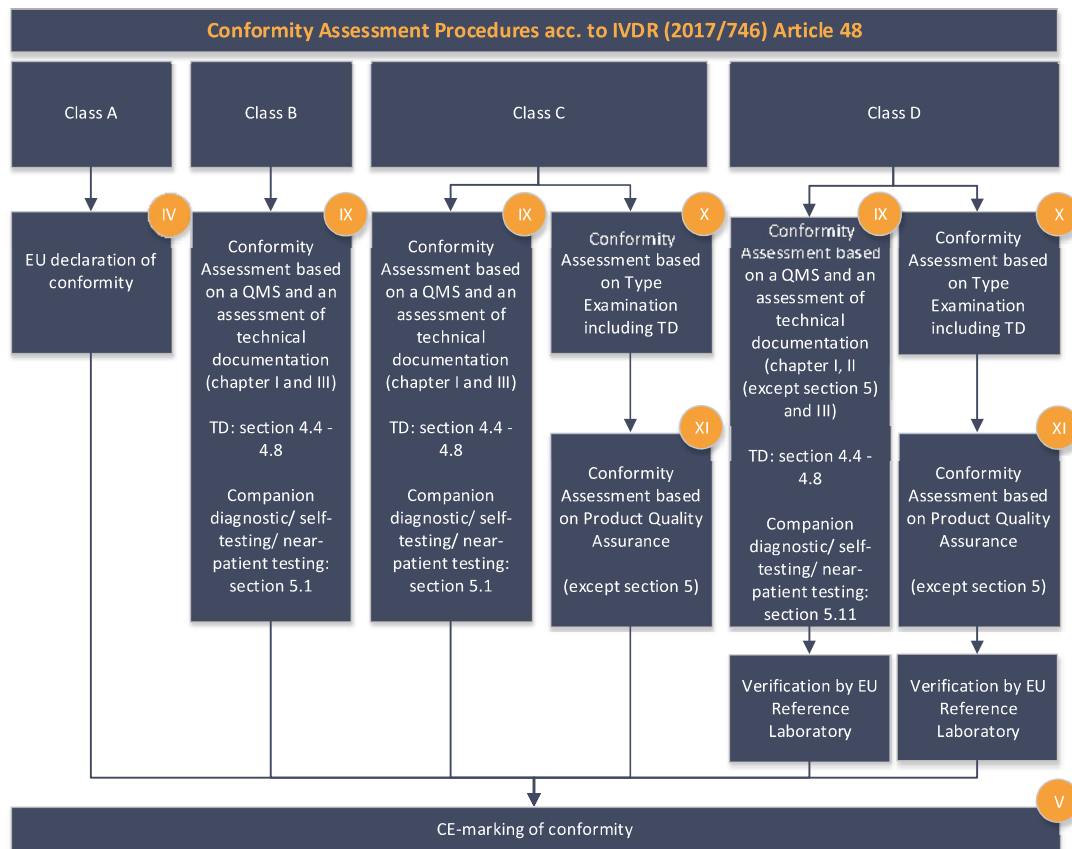 Conformity Assessment Procedures acc. to IVDR (2017/746) Article 48
Class A
Class B
Class C
Class D
IV
EU declaration of
conformity
IX
Conformity
Assessment based
on a QMS and an
assessment of
technical
documentation
(chapter I and III)
TD: section 4.4 -
4.8
Companion
diagnostic/ self-
testing/ near-
patient testing:
section 5.1
IX
Conformity
Assessment based
on a QMS and an
assessment of
technical
documentation
(chapter I and III)
TD: section 4.4 -
4.8
Companion
diagnostic/ self-
testing/ near-
patient testing:
section 5.1
X
Conformity
Assessment based
on Type
Examination
including TD
XI
Conformity
Assessment based
on Product Quality
Assurance
(except section 5)
IX
Conformity
Assessment based
on a QMS and an
assessment of
technical
documentation
(chapter I, II
(except section 5)
and III)
TD: section 4.4 -
4.8
Companion
diagnostic/ self-
testing/ near-
patient testing:
section 5.11
Verification by EU
Reference
Laboratory
X
Conformity
Assessment based
on Type
Examination
including TD
XI
Conformity
Assessment based
on Product Quality
Assurance
(except section 5)
Verification by EU
Reference
Laboratory
V
CE-marking of conformity